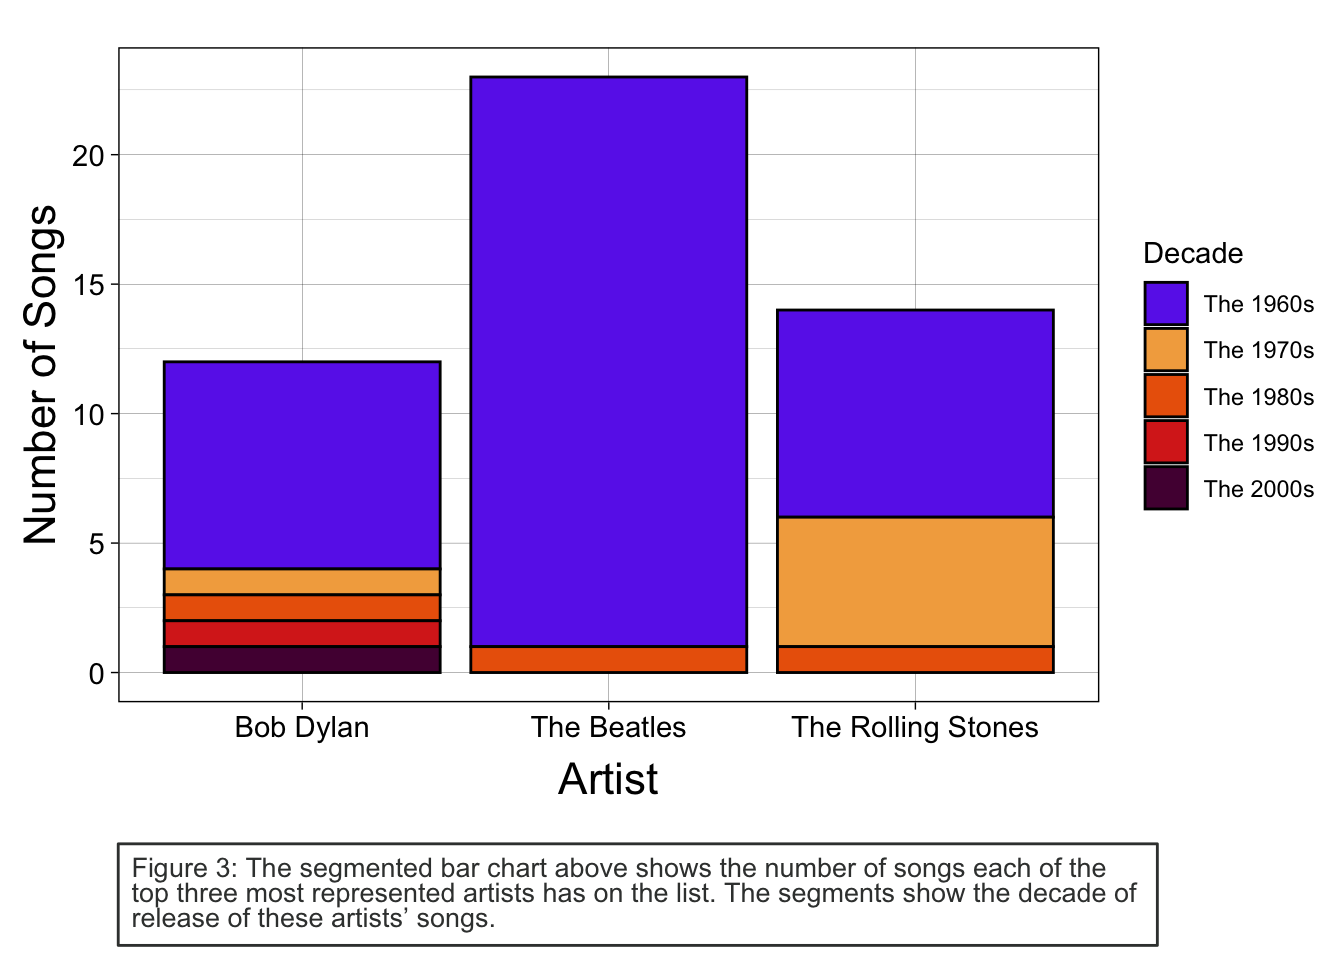 Number of Songs
20
15
10
5
0
Bob Dylan
The Beatles
The Rolling Stones
Artist
Decade
The 1960s
The 1970s
The 1980s
The 1990s
The 2000s
Figure 3: The segmented bar chart above shows the number of songs each of the
top three most represented artists has on the list. The segments show the decade of
release of these artists’ songs.